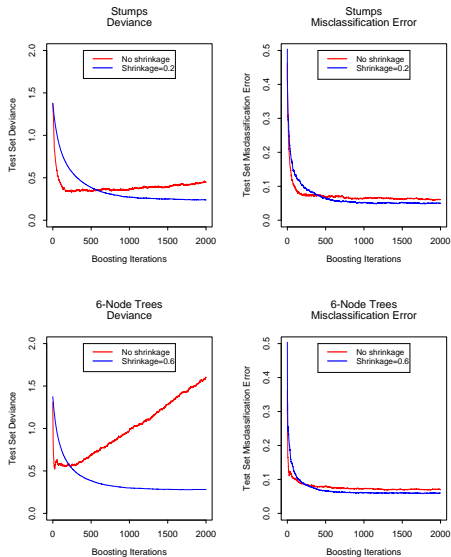 Stumps
Deviance
Test Set Deviance
2.0
1.5
1.0
0.5
0.0
No shrinkage
Shrinkage=0.2
0
500
1000
1500
2000
Boosting Iterations
Stumps
Misclassification Error
Test Set Misclassification Error
0.5
0.4
0.3
0.2
0.1
0.0
No shrinkage
Shrinkage=0.2
0
500
1000
1500
2000
Boosting Iterations
6-Node Trees
Deviance
Test Set Deviance
2.0
1.5
1.0
0.5
0.0
No shrinkage
Shrinkage=0.6
0
500
1000
1500
2000
Boosting Iterations
6-Node Trees
Misclassification Error
Test Set Misclassification Error
0.5
0.4
0.3
0.2
0.1
0.0
No shrinkage
Shrinkage=0.6
0
500
1000
1500
2000
Boosting Iterations